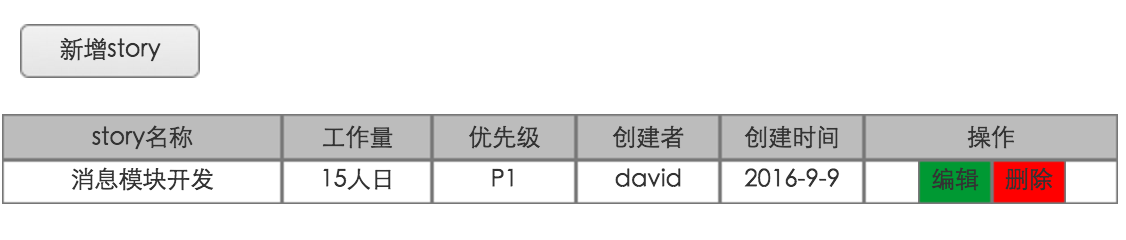 新增story
story名称 工作量 优先级 创建者 创建时间 操作
消息模块开发 15人日 P1 david 2016-9-9 编辑 删除